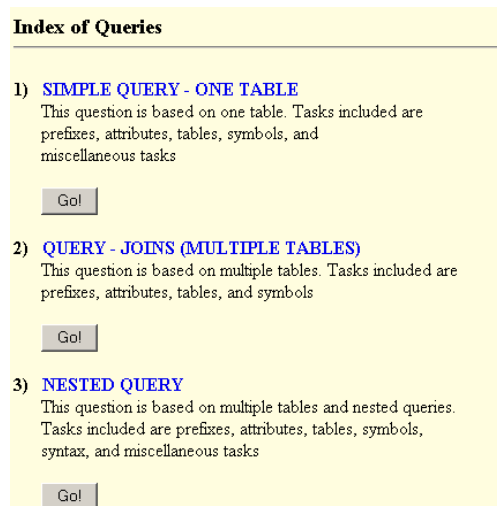 Index of Queries
1) SIMPLE QUERY - ONE TABLE
This question is based on one table. Tasks included are
prefixes, attributes, tables, symbols, and
miscellaneous tasks
Go!
2) QUERY - JOINS (MULTIPLE TABLES)
This question is based on multiple tables. Tasks included are
prefixes, attributes, tables, and symbols
Go!
3) NESTED QUERY
This question is based on multiple tables and nested queries.
Tasks included are prefixes, attributes, tables, symbols,
syntax, and miscellaneous tasks
Go!